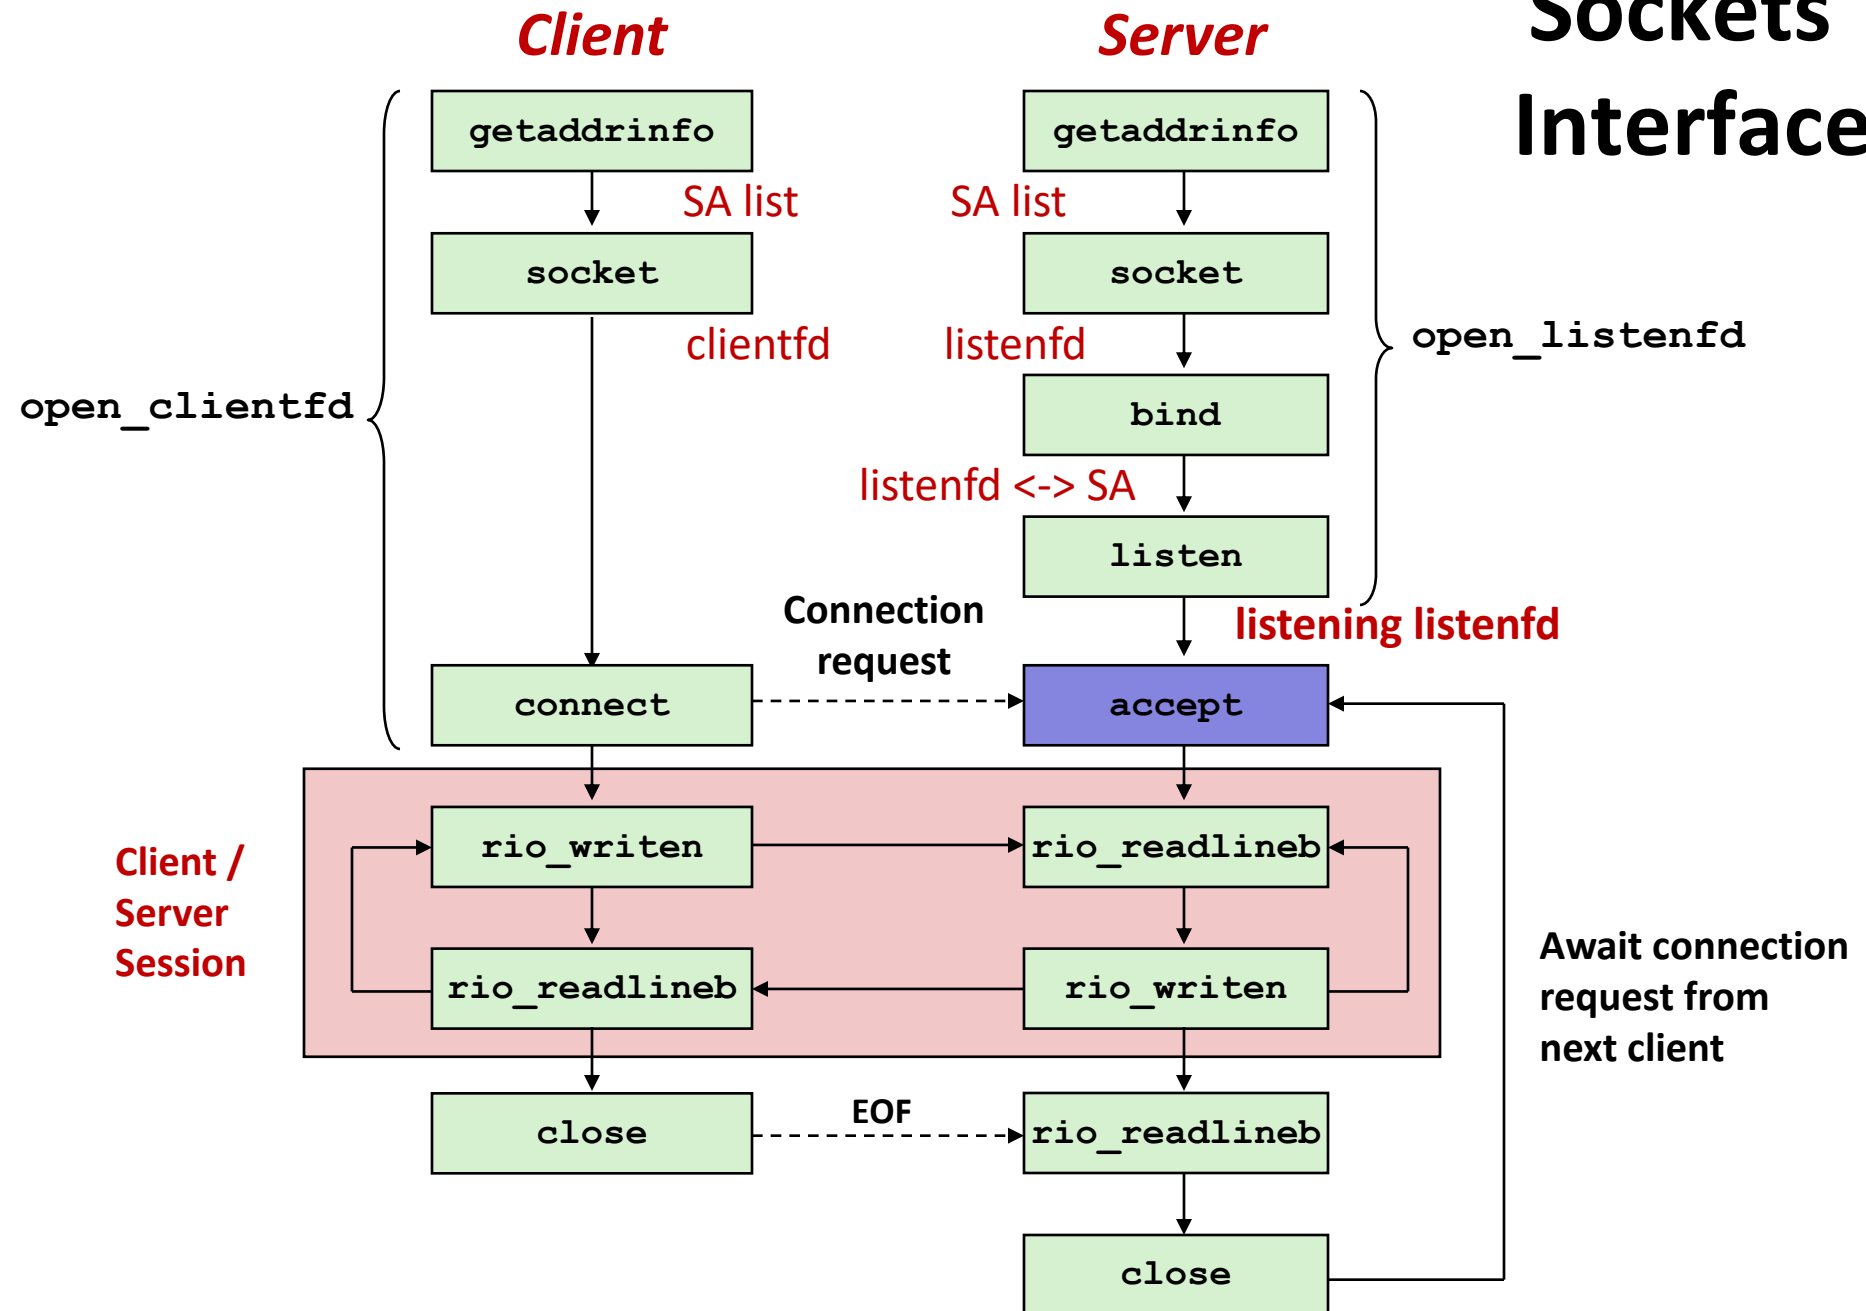 Sockets
Interface
Client
Server
getaddrinfo
getaddrinfo
SA list
SA list
socket
socket
clientfd
listenfd
open_listenfd
open_clientfd
bind
listenfd <-> SA
listen
Connection
request
listening listenfd
connect
accept
Client /
Server
Session
rio_writen
rio_readlineb
rio_readlineb
rio_writen
Await connection
request from
next client
close
EOF
rio_readlineb
close